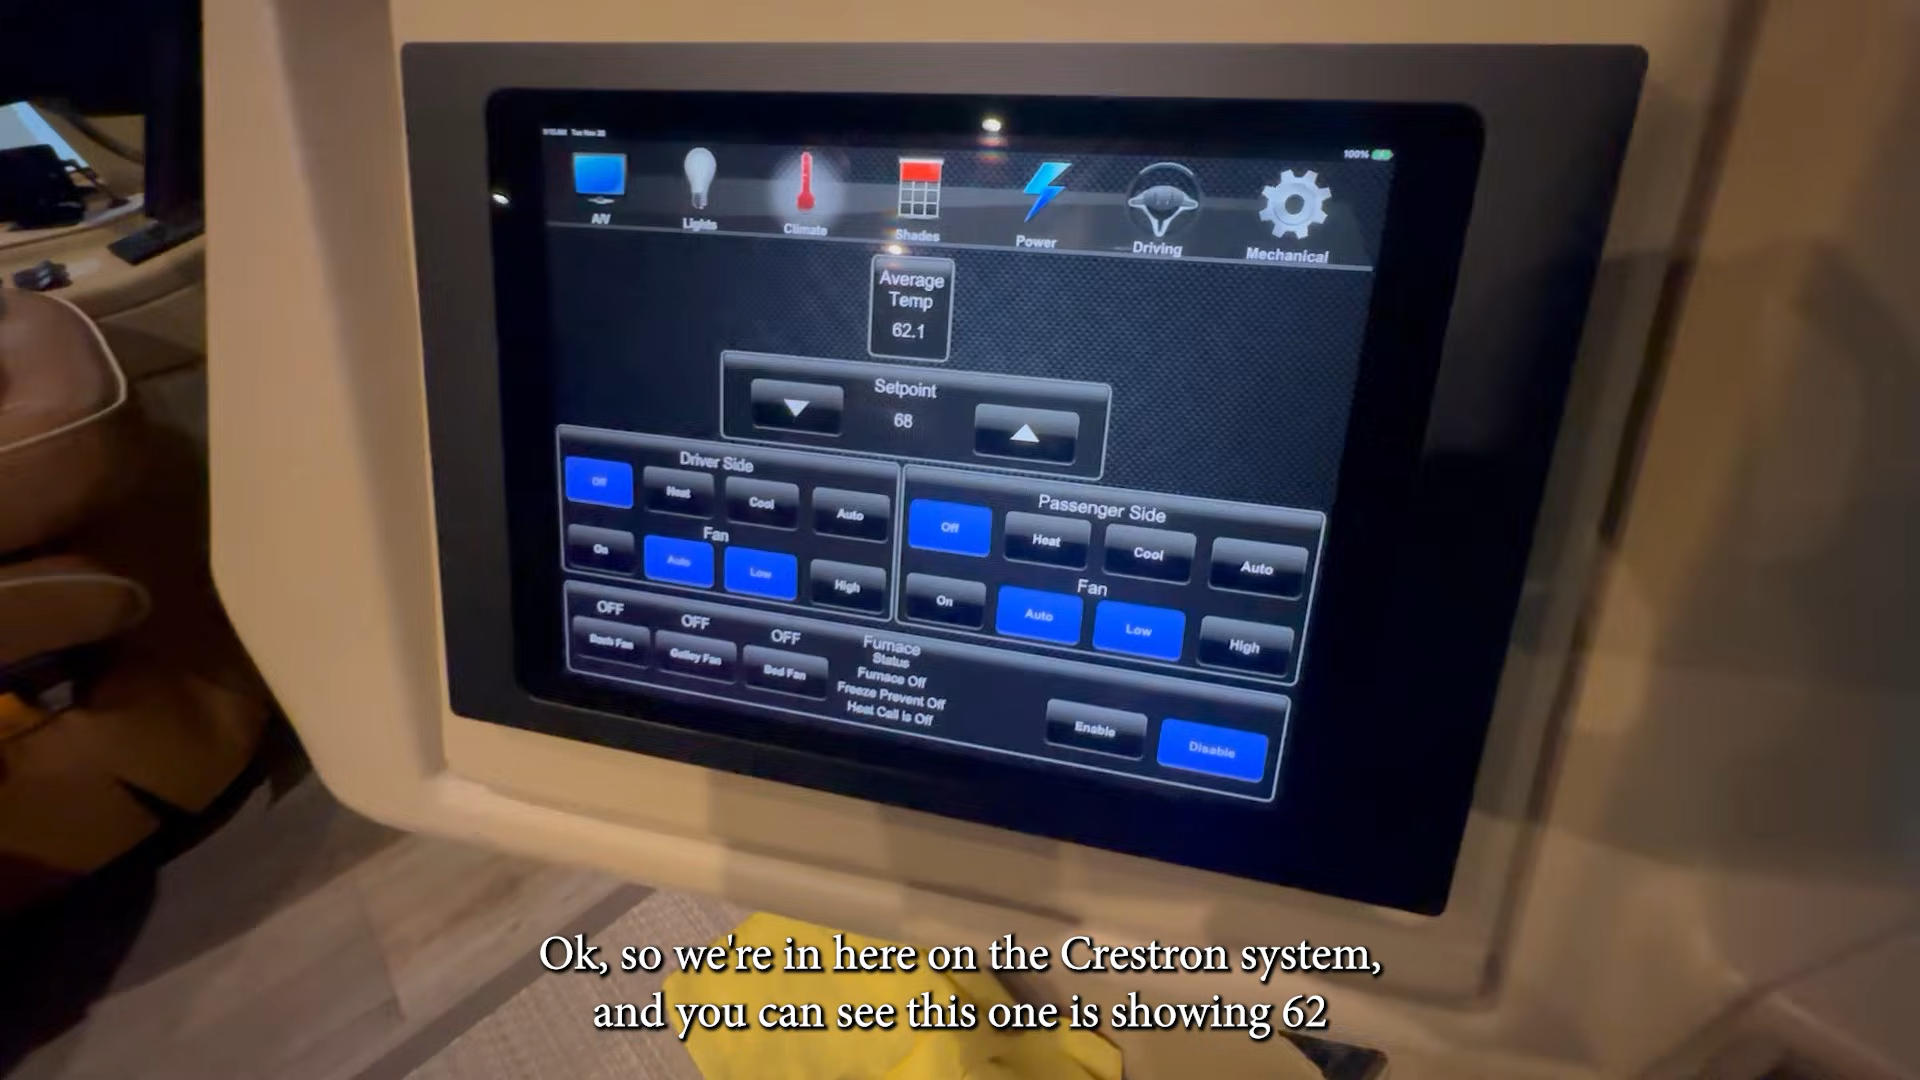 Tue Nov 28
100%
A/V
Lights
Climate
Shades
Power
Driving
Mechanical
Average
Temp
62.1
Setpoint
68
Driver Side
Off
Heat
Cool
Auto
Fan
On
Auto
Low
High
Passenger Side
Off
Heat
Cool
Auto
Fan
On
Auto
Low
High
OFF
OFF
OFF
Galley Fan
Bed Fan
Furnace
Status
Furnace Off
Freeze Prevent Off
Heat Call is Off
Enable
Disable
Ok, so we're in here on the Crestron system,
and you can see this one is showing 62